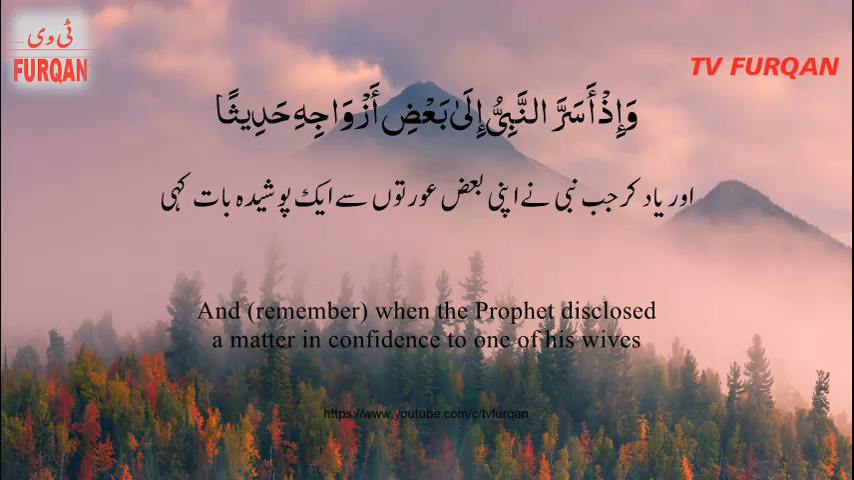 ٹی وی
FURQAN
TV FURQAN
وَإِذْ أَسَرَّ النَّبِيُّ إِلَىٰ بَعْضِ أَزْوَاجِهِ حَدِيثًا
اور یاد کر جب نبی نے اپنی بعض عورتوں سے ایک پوشیدہ بات کہی
And (remember) when the Prophet disclosed
a matter in confidence to one of his wives
https://www.youtube.com/c/tvfurqan